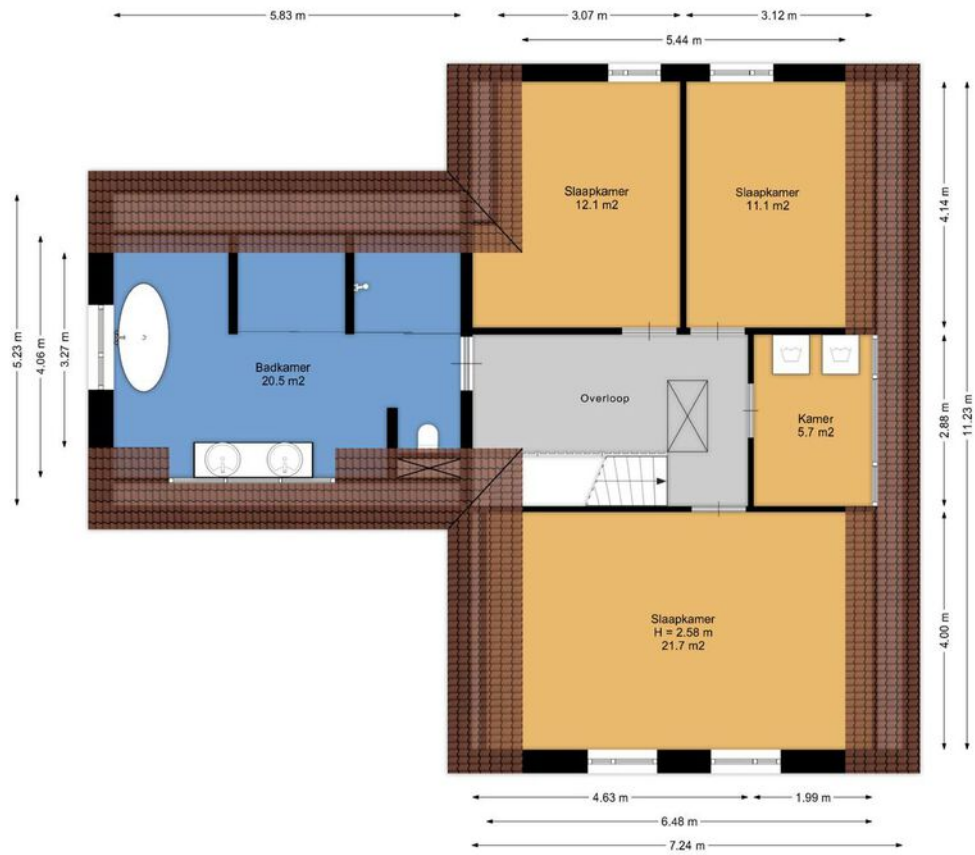 5.83 m
3.07 m
3.12 m
5.44 m
Slaapkamer
12.1 m2
Slaapkamer
11.1 m2
4.14 m
5.23 m
4.06 m
3.27 m
Badkamer
20.5 m2
Overloop
Kamer
5.7 m2
2.88 m
11.23 m
Slaapkamer
H = 2.58 m
21.7 m2
4.00 m
4.63 m
1.99 m
6.48 m
7.24 m